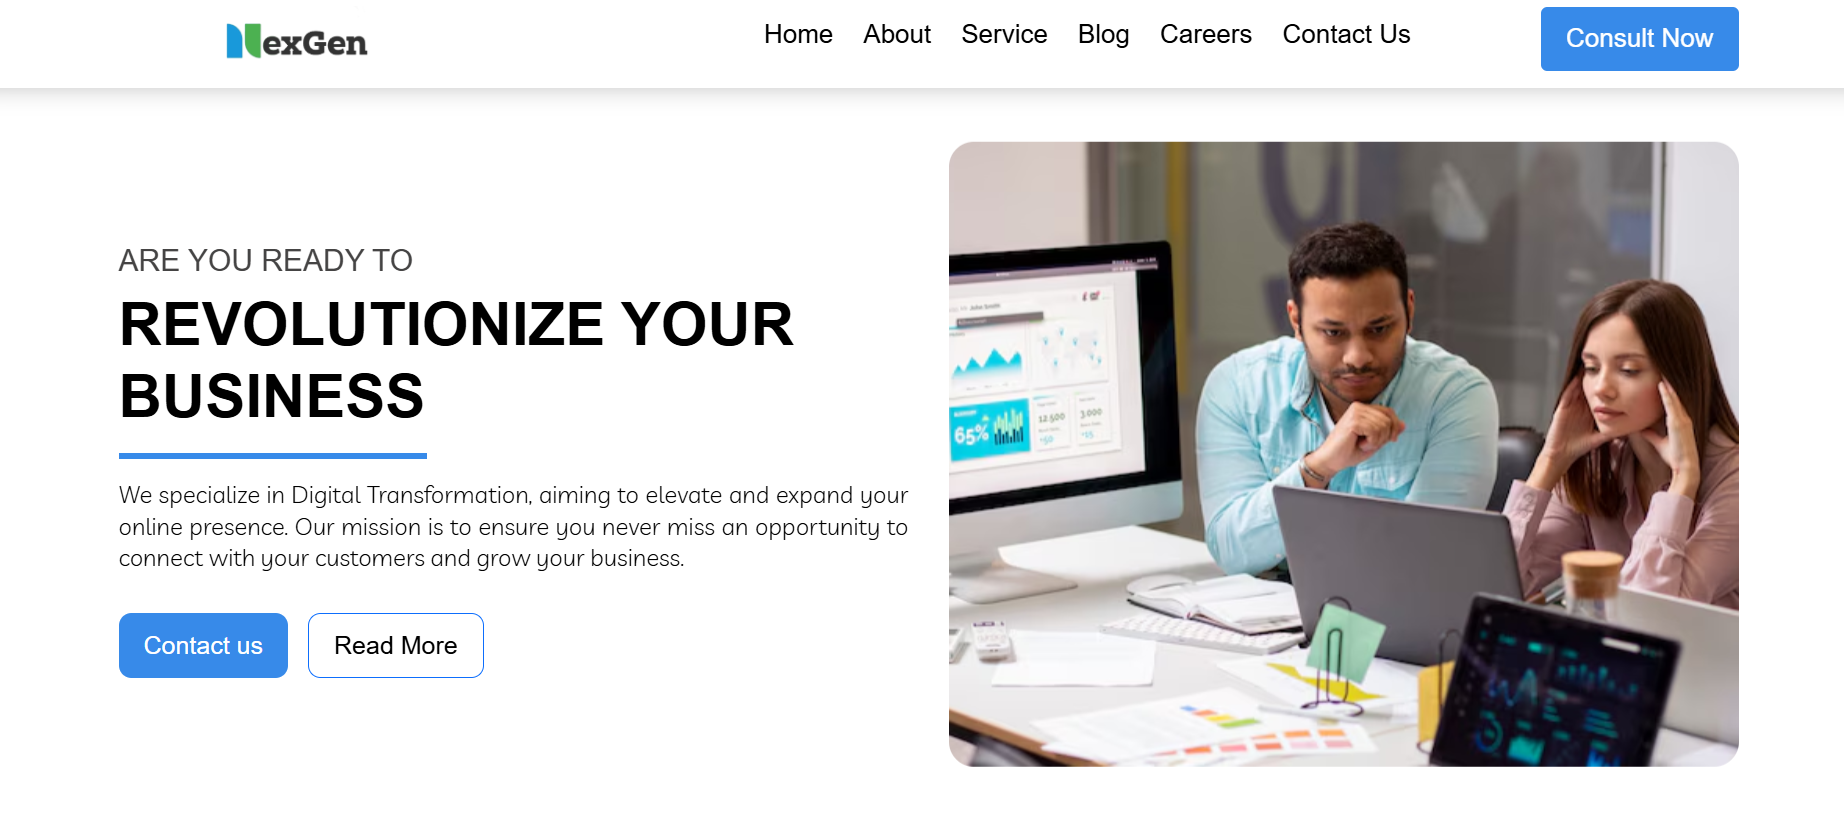 NexGen
Home About Service Blog Careers Contact Us
Consult Now
ARE YOU READY TO
REVOLUTIONIZE YOUR
BUSINESS
We specialize in Digital Transformation, aiming to elevate and expand your
online presence. Our mission is to ensure you never miss an opportunity to
connect with your customers and grow your business.
Contact us
Read More
65%
12.500
3.000